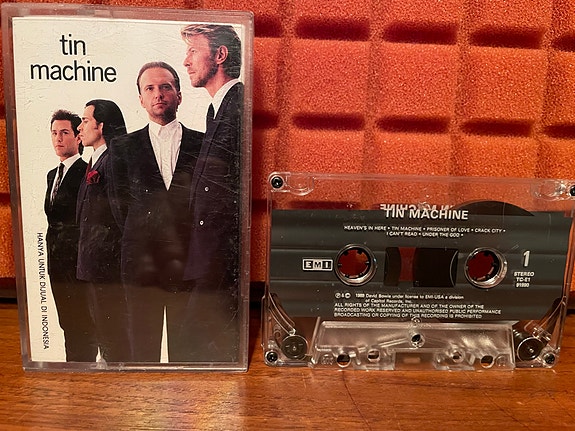 tin
machine
HANYA UNTUK DIJUAL DI INDONESIA
TIN MACHINE
HEAVEN'S IN HERE • TIN MACHINE • PRISONER OF LOVE • CRACK CITY •
I CAN'T READ • UNDER THE GOD •
EMI
1
STEREO
TC-E1
91990
℗ & © 1989 David Bowie under license to EMI-USA a division
of Capitol Records, Inc.
ALL RIGHTS OF THE MANUFACTURER AND OF THE OWNER OF THE
RECORDED WORK RESERVED AND UNAUTHORISED PUBLIC PERFORMANCE
BROADCASTING OR COPYING OF THIS RECORDING IS PROHIBITED